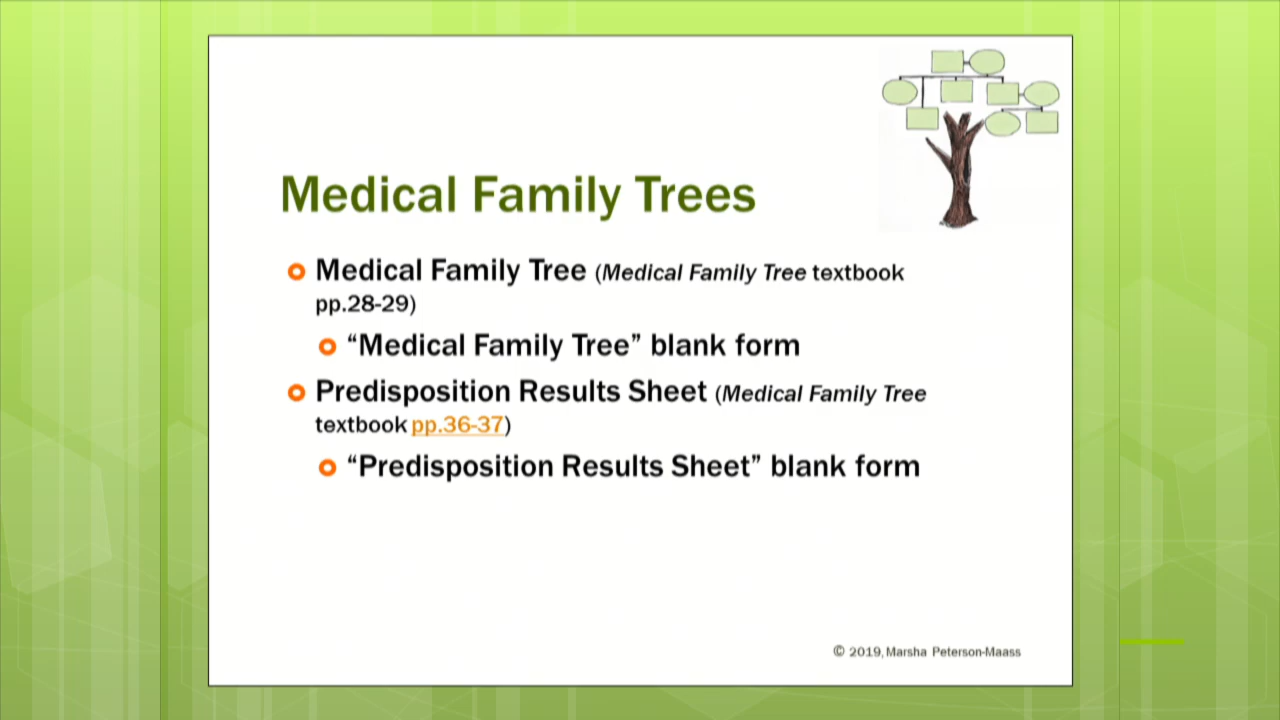 Medical Family Trees
Medical Family Tree (Medical Family Tree textbook
pp.28-29)
“Medical Family Tree” blank form
Predisposition Results Sheet (Medical Family Tree
textbook pp.36-37)
“Predisposition Results Sheet” blank form
© 2019, Marsha Peterson-Maass